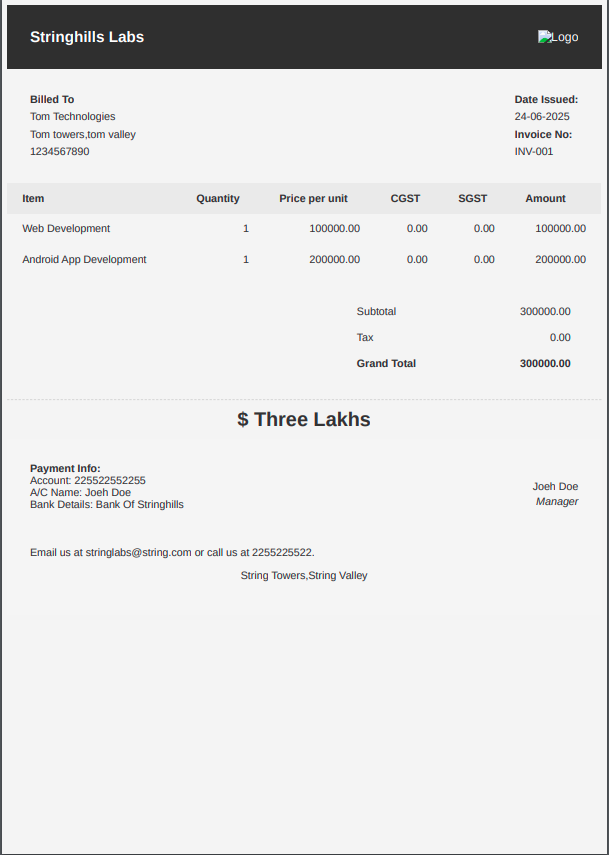 Stringhills Labs
Logo
Billed To
Tom Technologies
Tom towers,tom valley
1234567890
Date Issued:
24-06-2025
Invoice No:
INV-001
Item Quantity Price per unit CGST SGST Amount
Web Development 1 100000.00 0.00 0.00 100000.00
Android App Development 1 200000.00 0.00 0.00 200000.00
Subtotal 300000.00
Tax 0.00
Grand Total 300000.00
$ Three Lakhs
Payment Info:
Account: 225522552255
A/C Name: Joeh Doe
Bank Details: Bank Of Stringhills
Joeh Doe
Manager
Email us at stringlabs@string.com or call us at 2255225522.
String Towers,String Valley